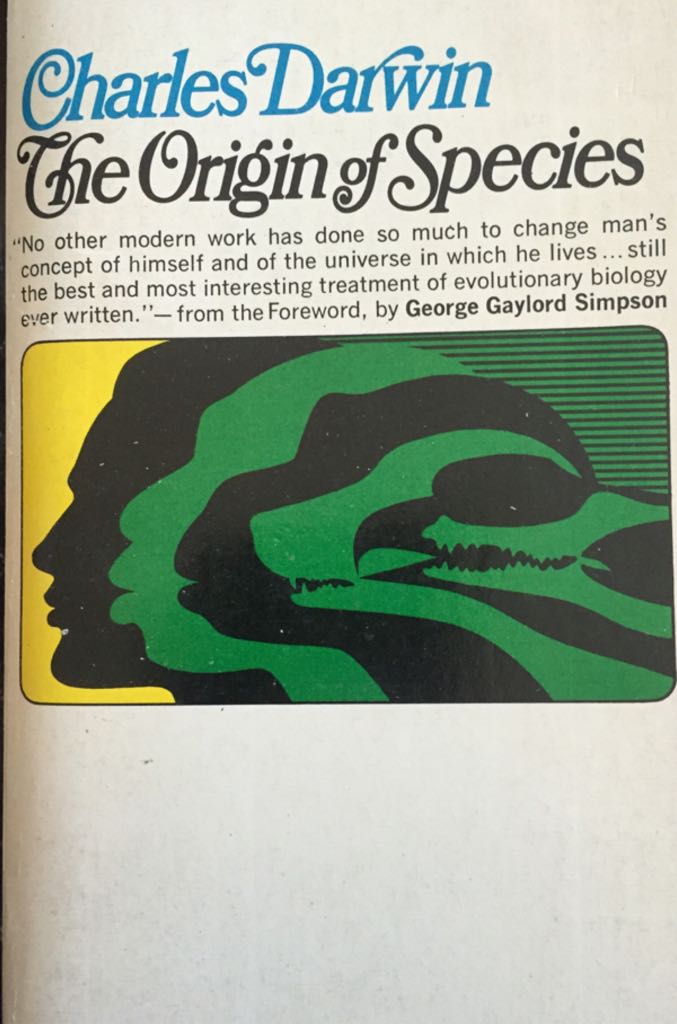 Charles Darwin
The Origin of Species
"No other modern work has done so much to change man's
concept of himself and of the universe in which he lives ... still
the best and most interesting treatment of evolutionary biology
ever written."—from the Foreword, by George Gaylord Simpson